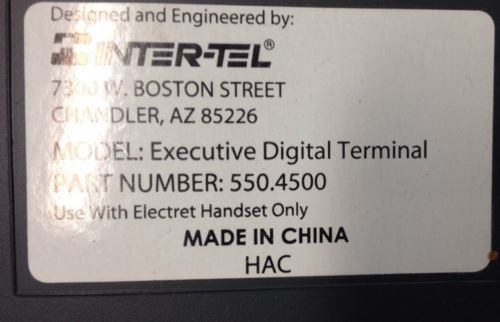 Designed and Engineered by:
INTER-TEL®
7300 W. BOSTON STREET
CHANDLER, AZ 85226
MODEL: Executive Digital Terminal
PART NUMBER: 550.4500
Use With Electret Handset Only
MADE IN CHINA
HAC